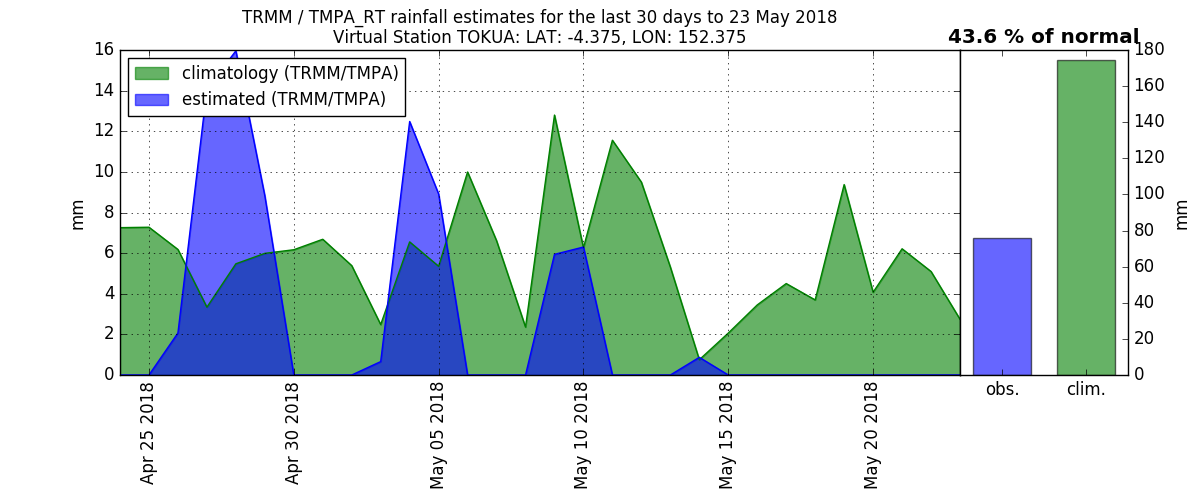 TRMM / TMPA_RT rainfall estimates for the last 30 days to 23 May 2018
Virtual Station TOKUA: LAT: -4.375, LON: 152.375
43.6 % of normal
climatology (TRMM/TMPA)
estimated (TRMM/TMPA)
16
14
12
10
8
6
4
2
0
mm
Apr 25 2018
Apr 30 2018
May 05 2018
May 10 2018
May 15 2018
May 20 2018
180
160
140
120
100
80
60
40
20
0
mm
obs.
clim.